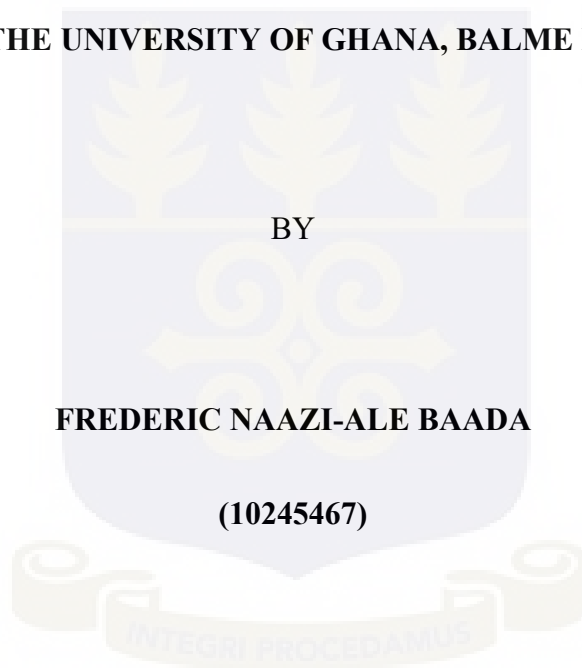 THE UNIVERSITY OF GHANA, BALME
BY
FREDERIC NAAZI-ALE BAADA
(10245467)
INTEGRI PROCEDAMUS